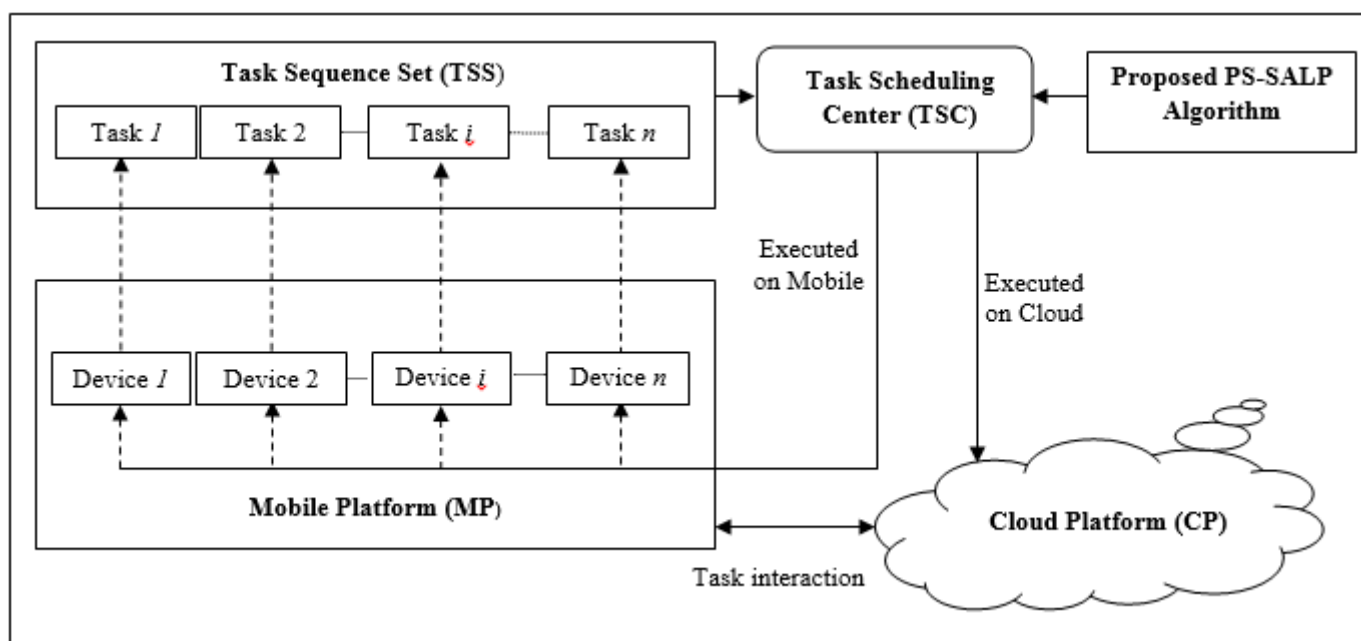 Task Sequence Set (TSS)
Task 1
Task 2
Task i
Task n
Task Scheduling
Center (TSC)
Proposed PS-SALP
Algorithm
Executed
on Mobile
Executed
on Cloud
Device 1
Device 2
Device i
Device n
Mobile Platform (MP)
Cloud Platform (CP)
Task interaction